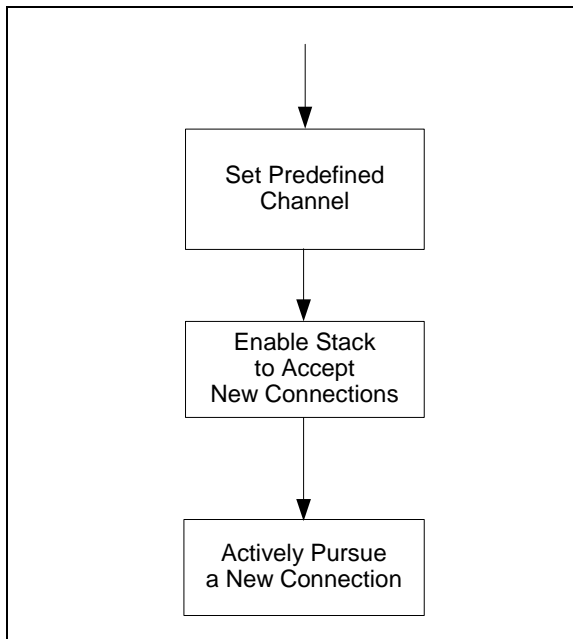 Set Predefined
Channel
Enable Stack
to Accept
New Connections
Actively Pursue
a New Connection